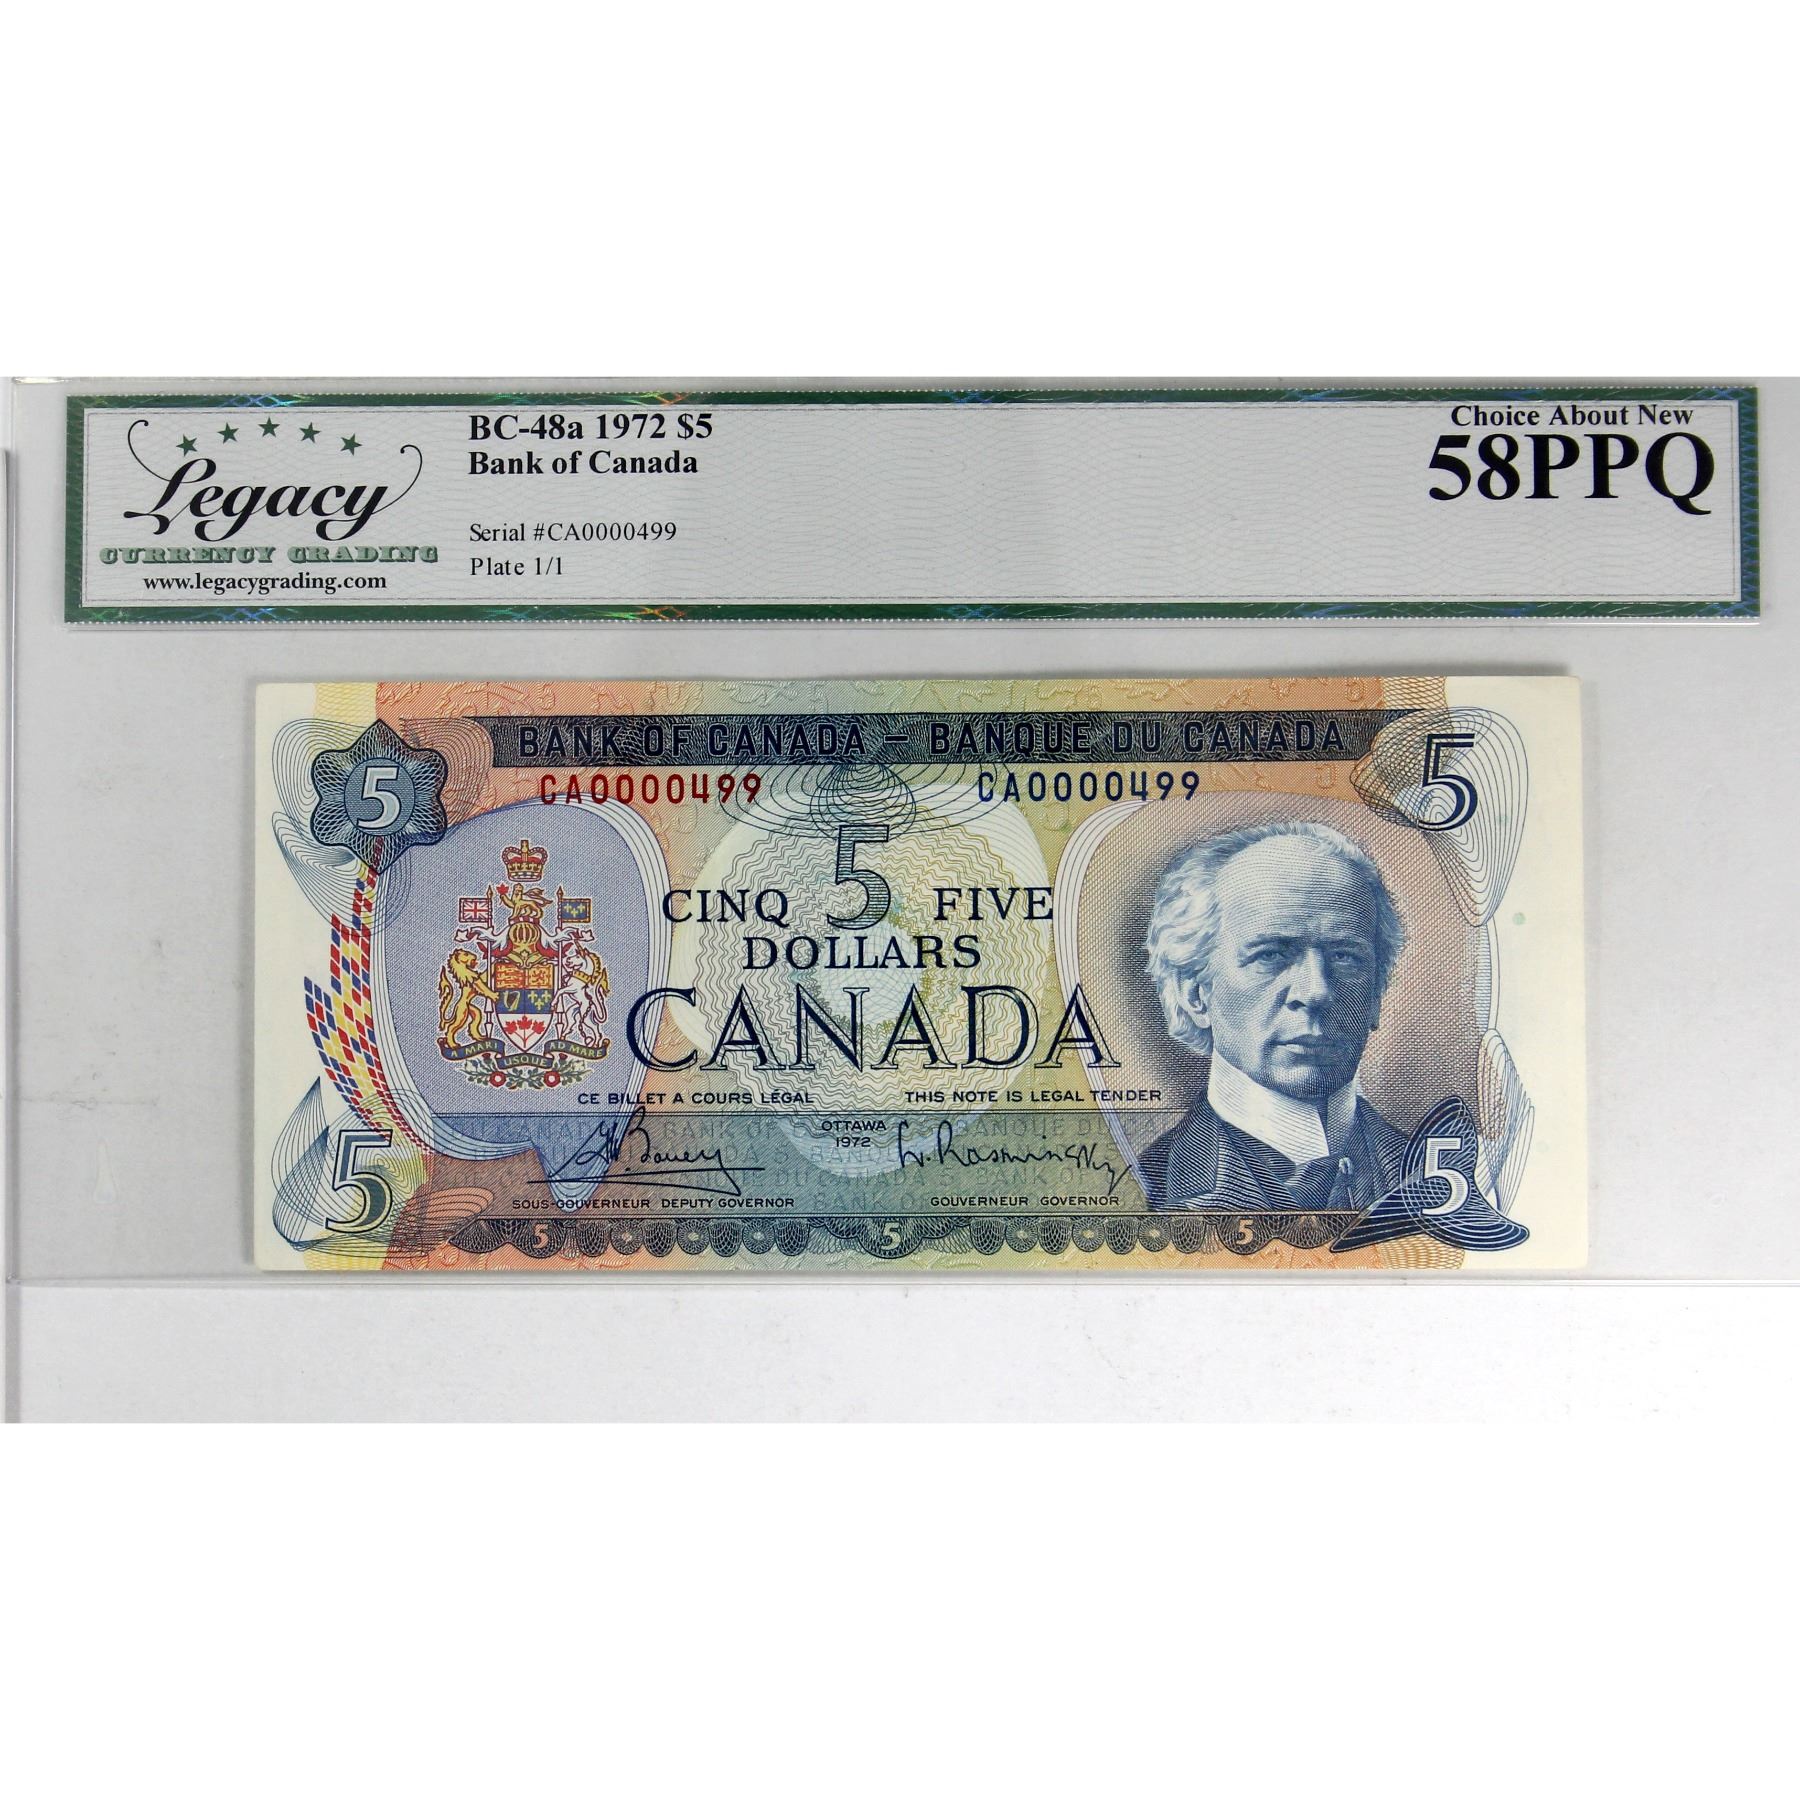 BC-48a 1972 $5
Bank of Canada
Serial #CA0000499
Plate 1/1
Legacy
CURRENCY GRADING
www.legacygrading.com
Choice About New
58PPQ
BANK OF CANADA – BANQUE DU CANADA
CA0000499 CA0000499
5 5
5
CINQ FIVE
DOLLARS
CANADA
A MARI USQUE AD MARE
CE BILLET A COURS LÉGAL THIS NOTE IS LEGAL TENDER
OTTAWA
1972
G.K. Bouey L. Rasminsky
SOUS-GOUVERNEUR DEPUTY GOVERNOR GOUVERNEUR GOVERNOR
5 5
5 5 5